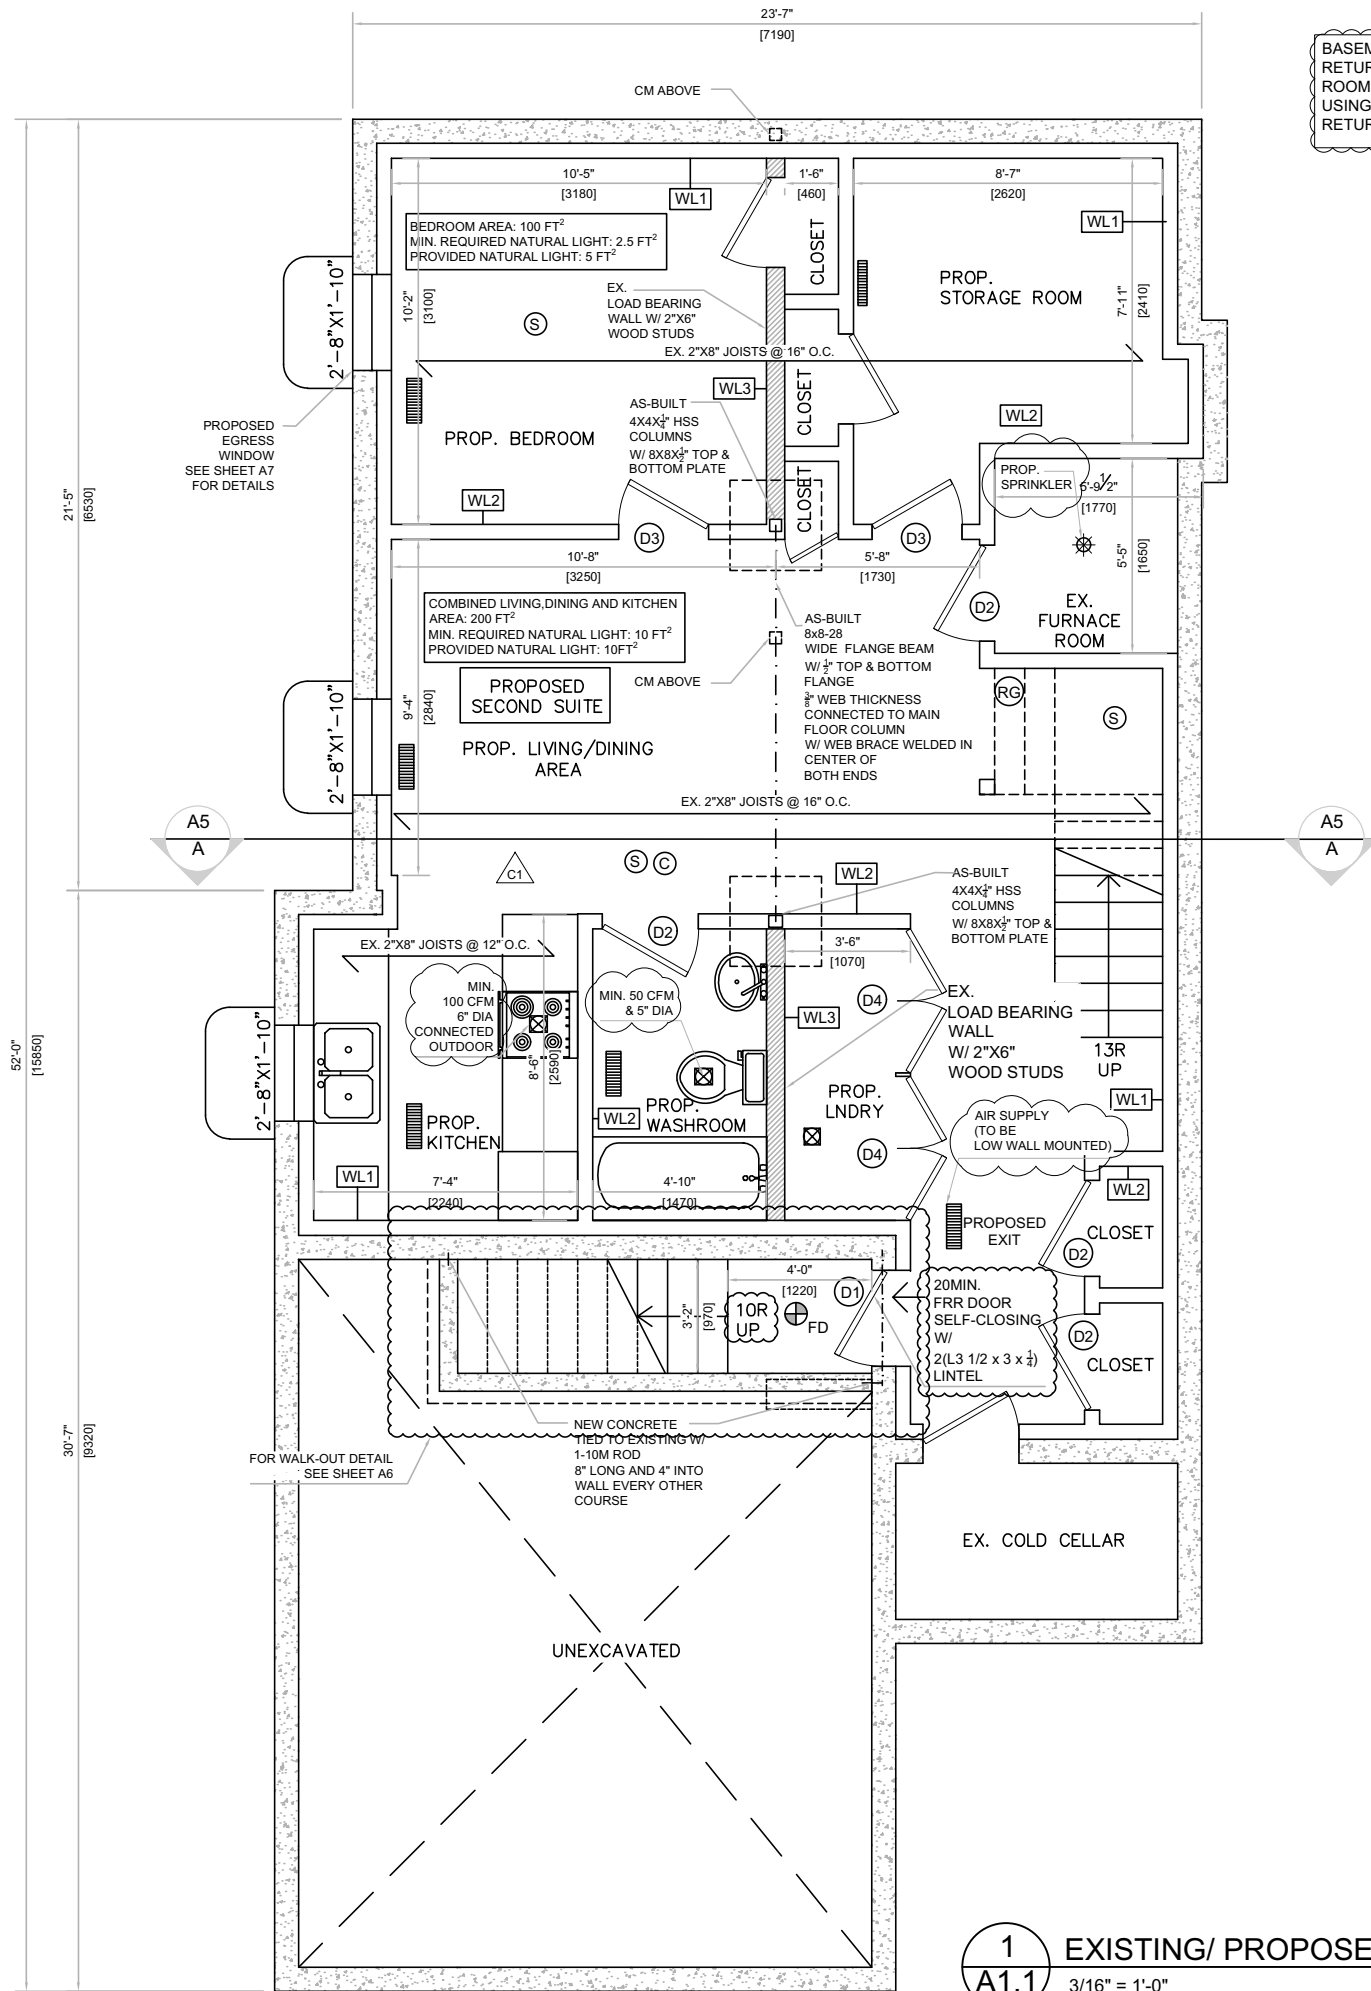 23'-7"
[7190]
CM ABOVE
BASEM
RETUR
ROOM
USING
RETUR
10'-5"
[3180]
WL1
1'-6"
[460]
8'-7"
[2620]
WL1
BEDROOM AREA: 100 FT²
MIN. REQUIRED NATURAL LIGHT: 2.5 FT²
PROVIDED NATURAL LIGHT: 5 FT²
CLOSET
PROP.
STORAGE ROOM
7'-11"
[2410]
2'-8"X1'-10"
10'-2"
[3100]
S
EX.
LOAD BEARING
WALL W/ 2"X6"
WOOD STUDS
EX. 2"X8" JOISTS @ 16" O.C.
WL3
CLOSET
AS-BUILT
4X4X1/4" HSS
COLUMNS
W/ 8X8X1/2" TOP &
BOTTOM PLATE
WL2
PROPOSED
EGRESS
WINDOW
SEE SHEET A7
FOR DETAILS
PROP. BEDROOM
WL2
CLOSET
PROP.
SPRINKLER
5'-9 1/2"
[1770]
21'-5"
[6530]
D3
D3
10'-8"
[3250]
5'-8"
[1730]
5'-5"
[1650]
COMBINED LIVING,DINING AND KITCHEN
AREA: 200 FT²
MIN. REQUIRED NATURAL LIGHT: 10 FT²
PROVIDED NATURAL LIGHT: 10FT²
D2
EX.
FURNACE
ROOM
AS-BUILT
8x8-28
WIDE FLANGE BEAM
W/ 1/2" TOP & BOTTOM
FLANGE
3/8" WEB THICKNESS
CONNECTED TO MAIN
FLOOR COLUMN
W/ WEB BRACE WELDED IN
CENTER OF
BOTH ENDS
CM ABOVE
PROPOSED
SECOND SUITE
RG
S
2'-8"X1'-10"
9'-4"
[2840]
PROP. LIVING/DINING
AREA
EX. 2"X8" JOISTS @ 16" O.C.
A5
A
A5
A
C1
S
C
WL2
AS-BUILT
4X4X1/4" HSS
COLUMNS
W/ 8X8X1/2" TOP &
BOTTOM PLATE
D2
EX. 2"X8" JOISTS @ 12" O.C.
3'-6"
[1070]
MIN.
100 CFM
6" DIA
CONNECTED
OUTDOOR
MIN. 50 CFM
& 5" DIA
D4
WL3
EX.
LOAD BEARING
WALL
W/ 2"X6"
WOOD STUDS
2'-8"X1'-10"
52'-0"
[15850]
8'-6"
[2590]
13R
UP
PROP.
LNDRY
WL1
PROP.
KITCHEN
WL2
PROP.
WASHROOM
AIR SUPPLY
(TO BE
LOW WALL MOUNTED)
D4
WL1
7'-4"
[2240]
4'-10"
[1470]
WL2
PROPOSED
EXIT
CLOSET
D2
4'-0"
[1220]
D1
3'-2"
[970]
10R
UP
FD
20MIN.
FRR DOOR
SELF-CLOSING
W/
2(L3 1/2 x 3 x 1/4)
LINTEL
D2
CLOSET
NEW CONCRETE
TIED TO EXISTING W/
1-10M ROD
8" LONG AND 4" INTO
WALL EVERY OTHER
COURSE
30'-7"
[9320]
FOR WALK-OUT DETAIL
SEE SHEET A6
EX. COLD CELLAR
UNEXCAVATED
1
A1.1
EXISTING/ PROPOSE
3/16" = 1'-0"